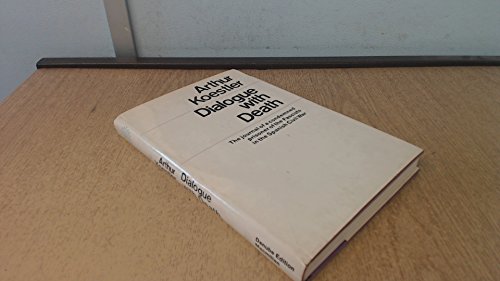 Arthur
Koestler
Dialogue
with
Death
The journal of a condemned
prisoner of the Fascists
in the Spanish Civil War
Arthur Dialogue
Danube Edition